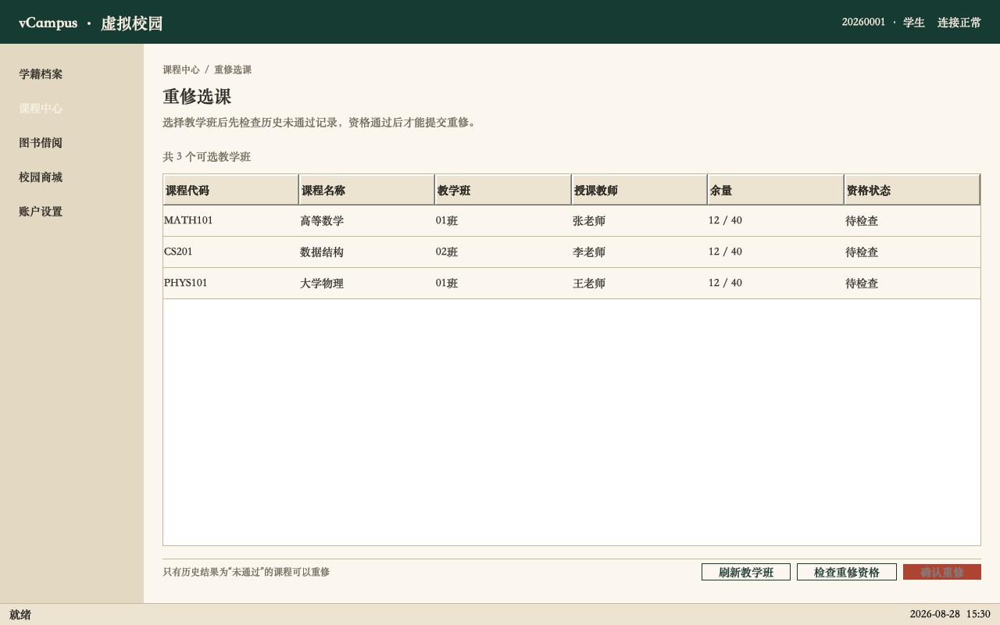 vCampus · 虚拟校园
20260001 · 学生 连接正常
学籍档案
课程中心
图书借阅
校园商城
账户设置
课程中心 / 重修选课
重修选课
选择教学班后先检查历史未通过记录，资格通过后才能提交重修。
共 3 个可选教学班
课程代码 课程名称 教学班 授课教师 余量 资格状态
MATH101 高等数学 01班 张老师 12 / 40 待检查
CS201 数据结构 02班 李老师 12 / 40 待检查
PHYS101 大学物理 01班 王老师 12 / 40 待检查
只有历史结果为“未通过”的课程可以重修
刷新教学班 检查重修资格 确认重修
就绪
2026-08-28 15:30